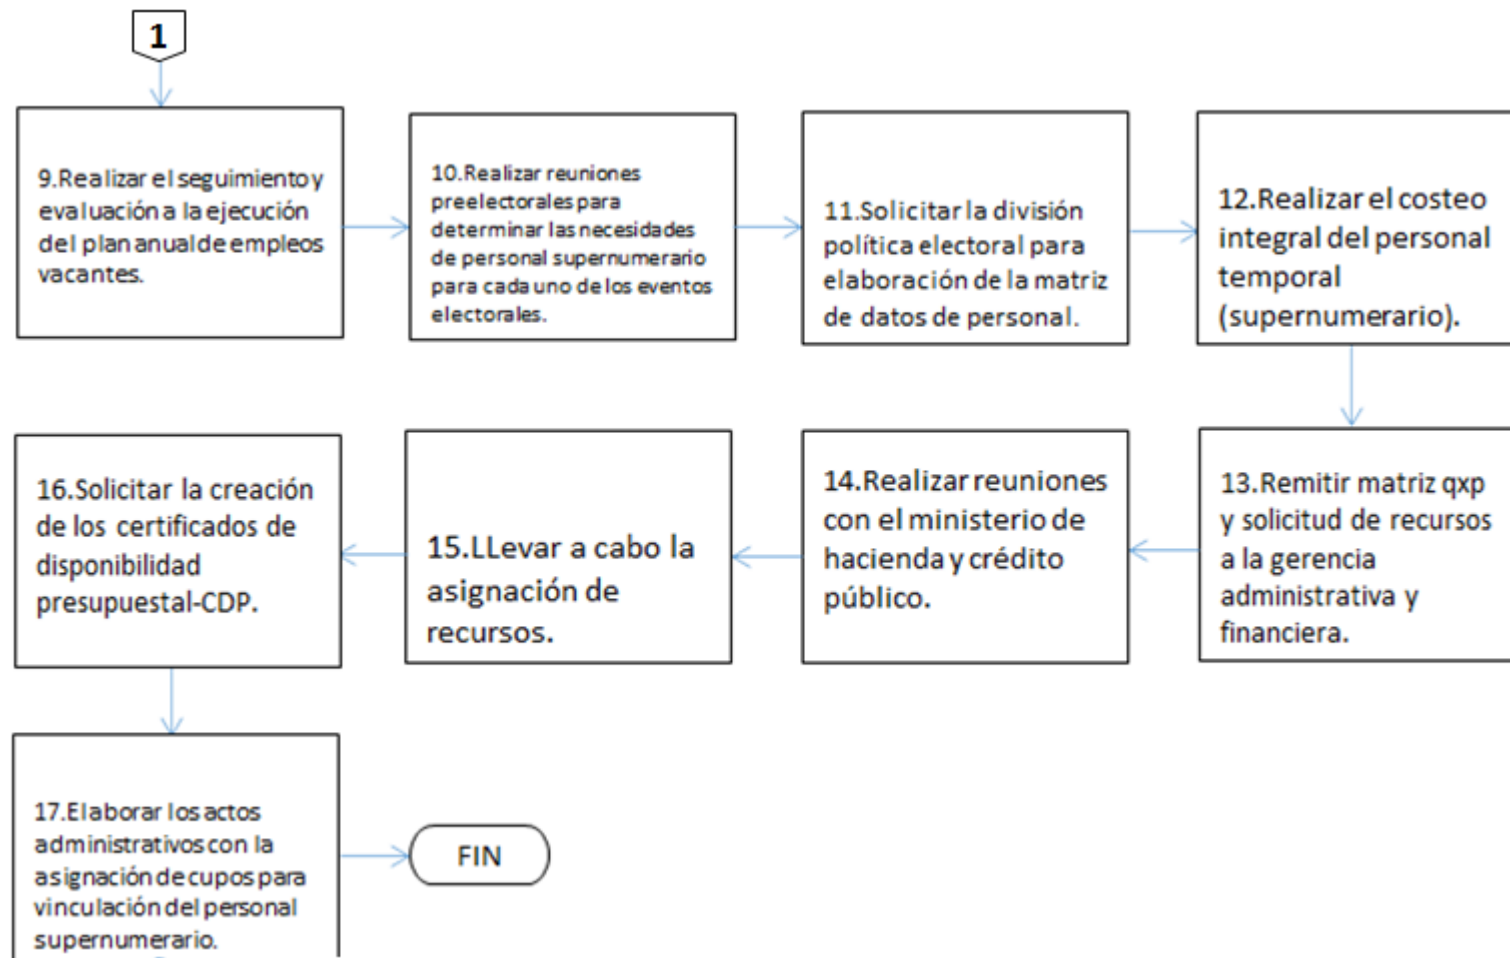 1
9.Realizar el seguimiento y
evaluación a la ejecución
del plan anual de empleos
vacantes.
10.Realizar reuniones
preelectorales para
determinar las necesidades
de personal supernumerario
para cada uno de los eventos
electorales.
11.Solicitar la división
política electoral para
elaboración de la matriz
de datos de personal.
12.Realizar el costeo
integral del personal
temporal
(supernumerario).
13.Remitir matriz qxp
y solicitud de recursos
a la gerencia
administrativa y
financiera.
14.Realizar reuniones
con el ministerio de
hacienda y crédito
público.
15.LLevar a cabo la
asignación de
recursos.
16.Solicitar la creación
de los certificados de
disponibilidad
presupuestal-CDP.
17.Elaborar los actos
administrativos con la
asignación de cupos para
vinculación del personal
supernumerario.
FIN